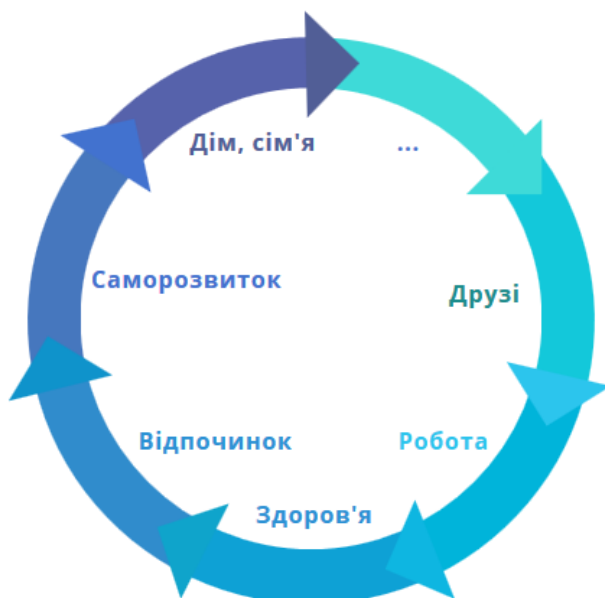 Дім, сім'я ...
Саморозвиток
Друзі
Відпочинок
Робота
Здоров'я